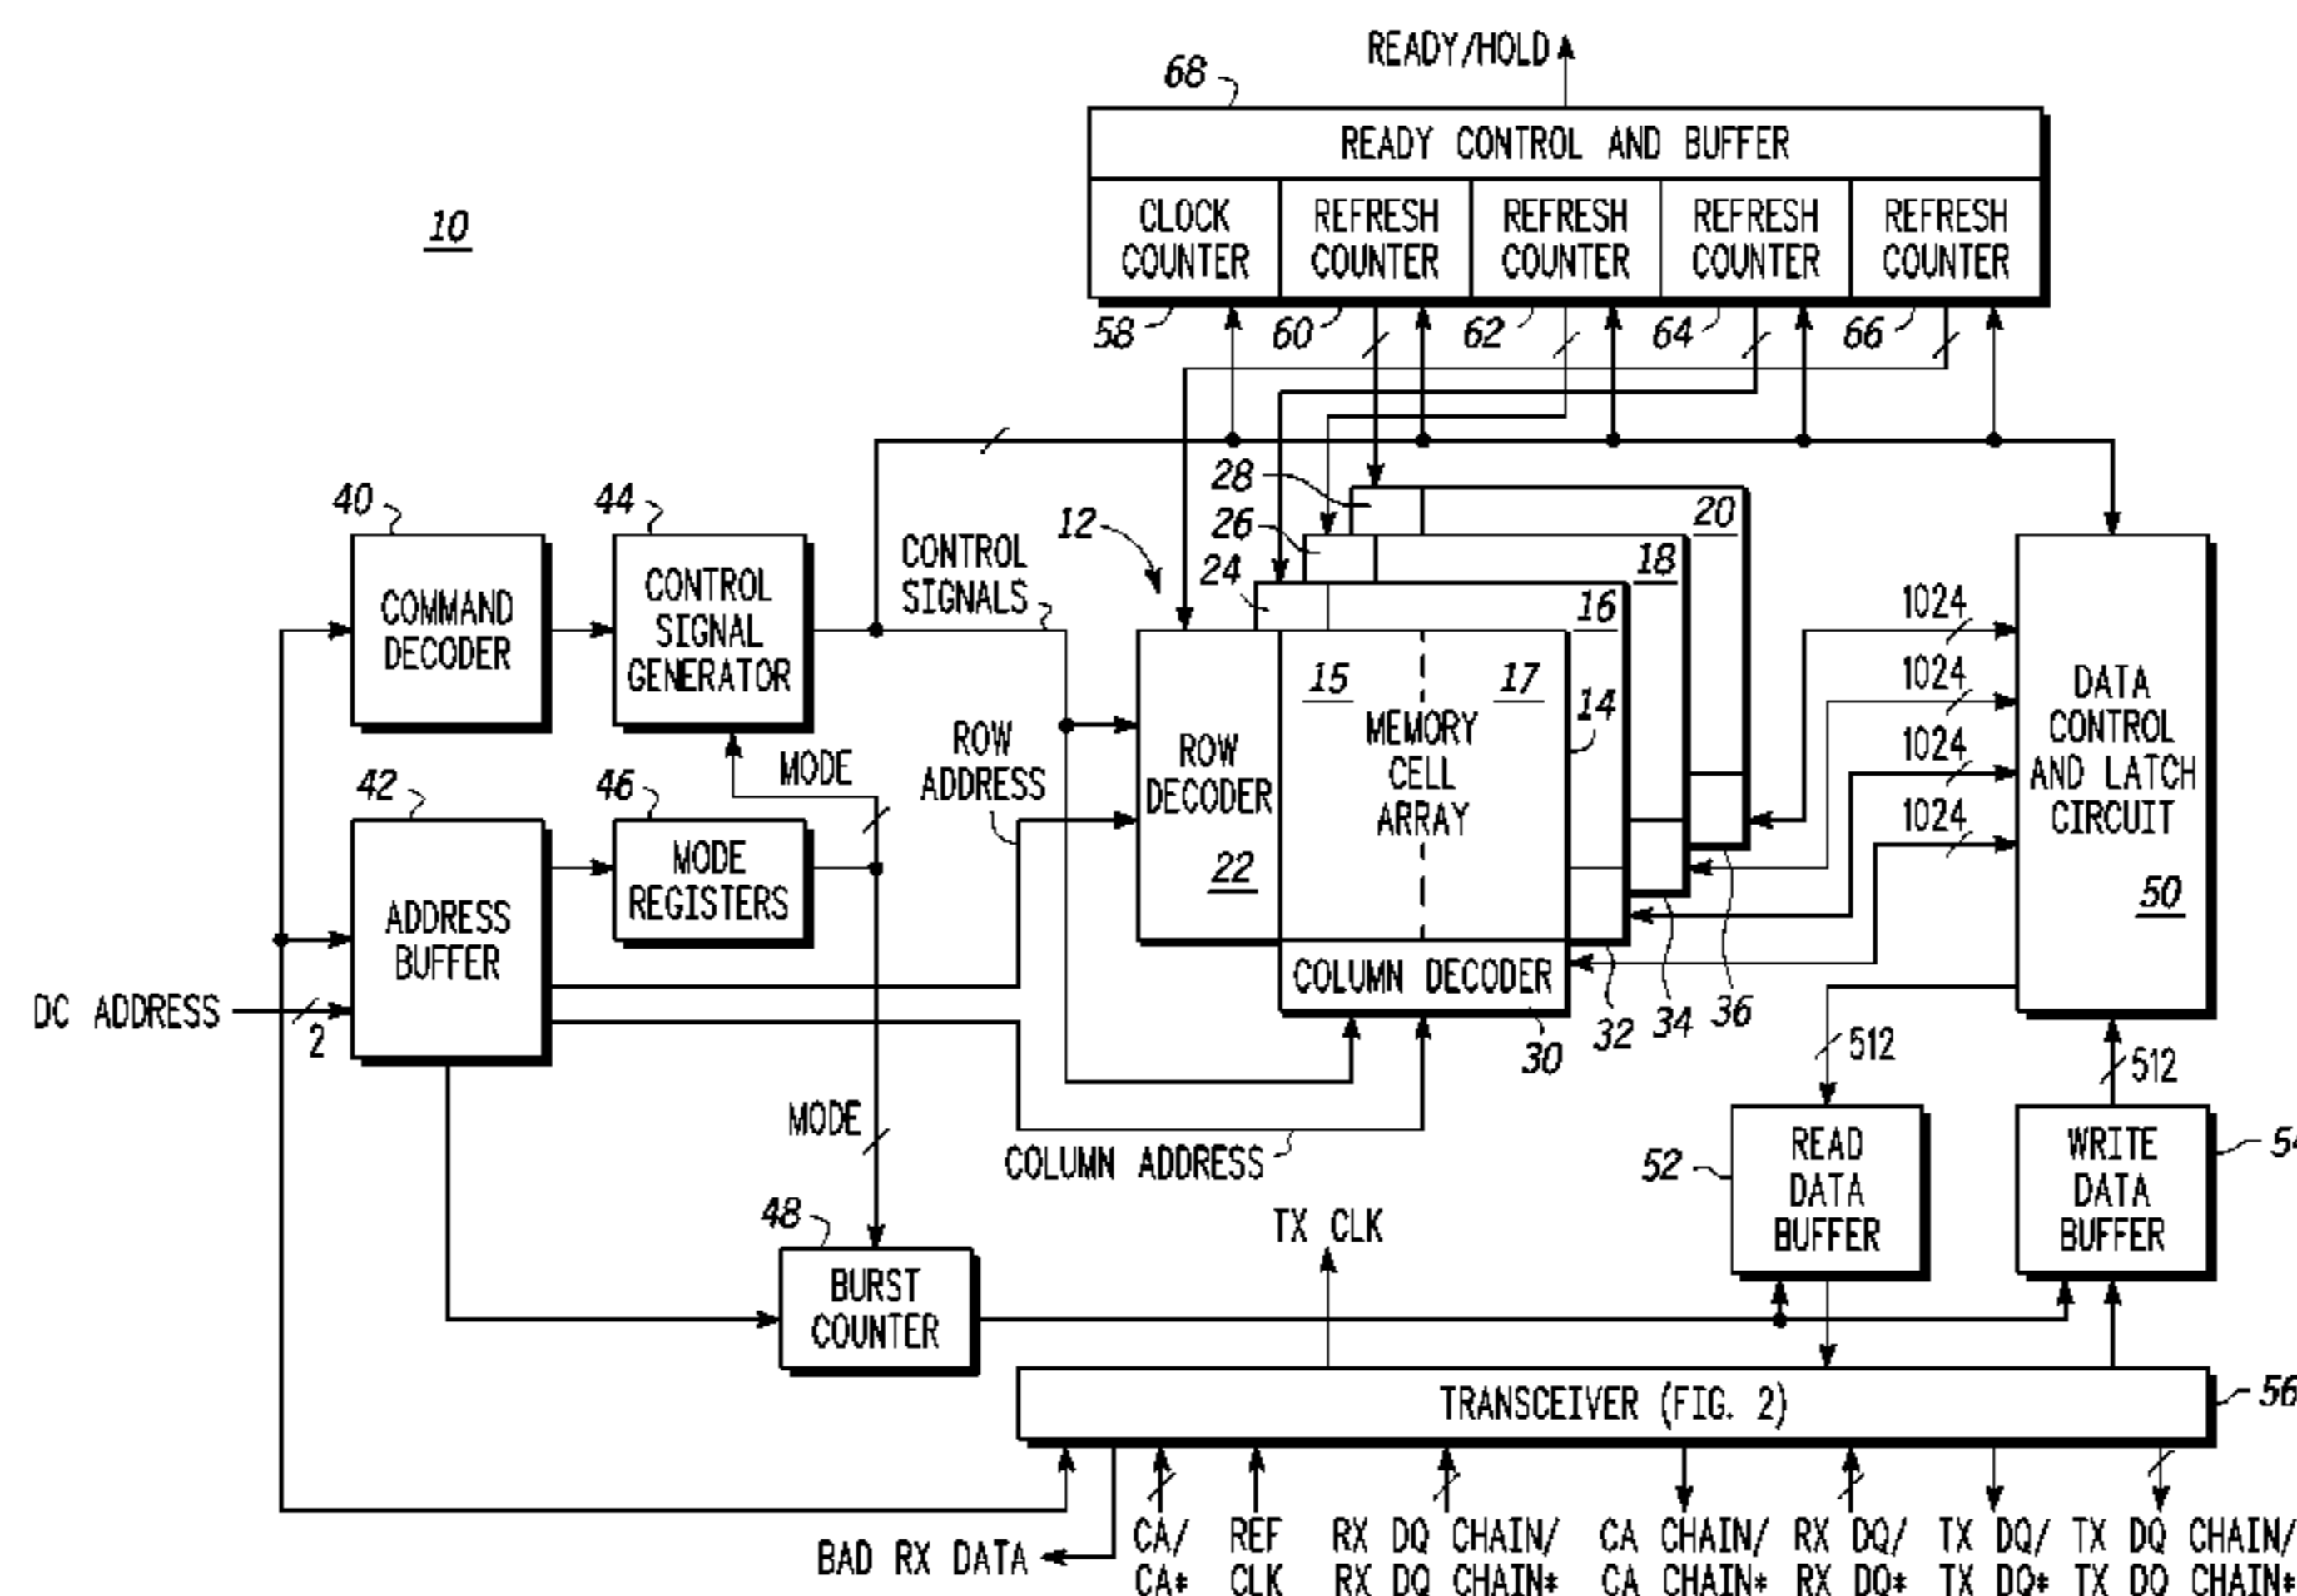 READY/HOLD
68
READY CONTROL AND BUFFER
10
CLOCK COUNTER
REFRESH COUNTER
REFRESH COUNTER
REFRESH COUNTER
REFRESH COUNTER
58
60
62
64
66
28
20
40
44
12
26
18
CONTROL SIGNALS
24
16
1024
COMMAND DECODER
CONTROL SIGNAL GENERATOR
15
17
14
1024
DATA CONTROL AND LATCH CIRCUIT
ROW ADDRESS
ROW DECODER
MEMORY CELL ARRAY
1024
MODE
42
46
1024
22
50
MODE REGISTERS
ADDRESS BUFFER
COLUMN DECODER
DC ADDRESS
2
30
32
34
36
512
512
MODE
COLUMN ADDRESS
52
READ DATA BUFFER
WRITE DATA BUFFER
48
TX CLK
BURST COUNTER
TRANSCEIVER (FIG. 2)
56
BAD RX DATA
CA/ CA*
REF CLK
RX DQ CHAIN/ RX DQ CHAIN*
CA CHAIN/ CA CHAIN*
RX DQ/ RX DQ*
TX DQ/ TX DQ*
TX DQ CHAIN/ TX DQ CHAIN*